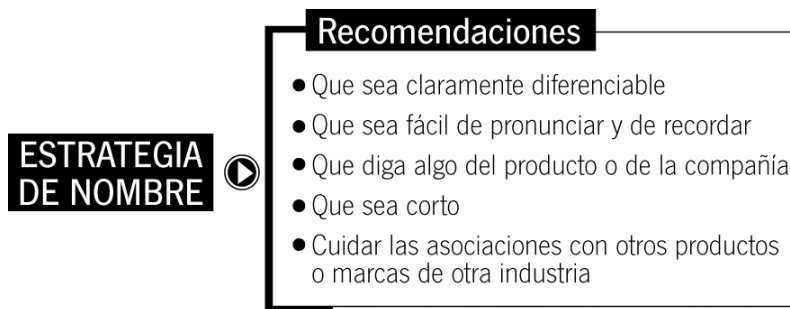 Recomendaciones
ESTRATEGIA
DE NOMBRE
● Que sea claramente diferenciable
● Que sea fácil de pronunciar y de recordar
● Que diga algo del producto o de la compañía
● Que sea corto
● Cuidar las asociaciones con otros productos
o marcas de otra industria